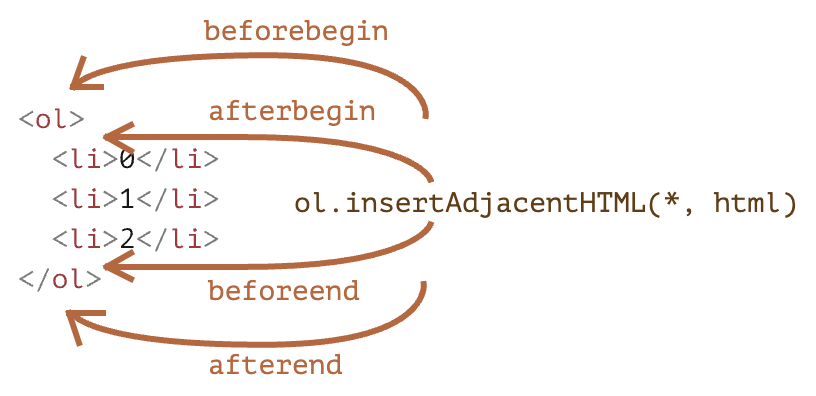 beforebegin
afterbegin
<ol>
<li>0</li>
<li>1</li>
ol.insertAdjacentHTML(*, html)
<li>2</li>
</ol>
beforeend
afterend